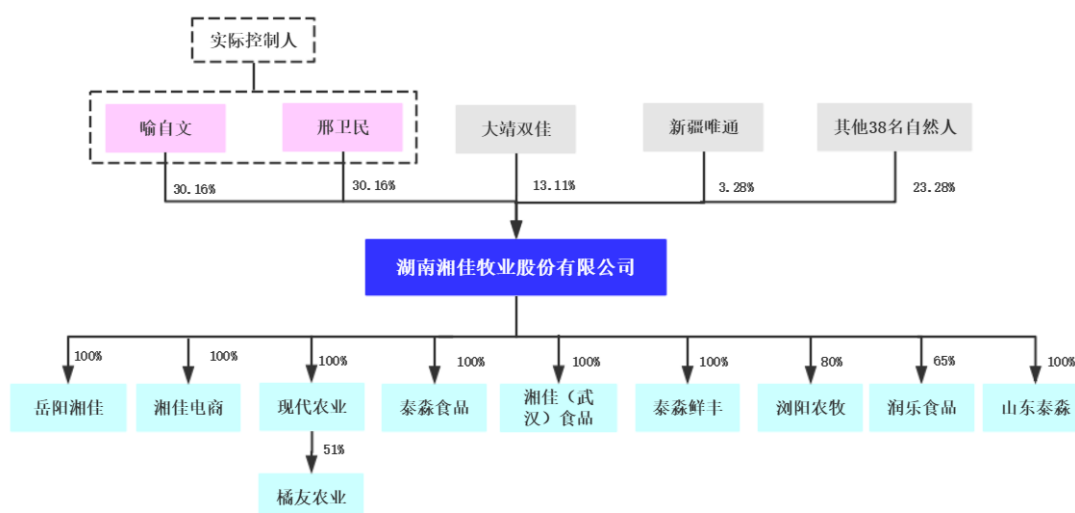 实际控制人
喻自文
邢卫民
大靖双佳
新疆唯通
其他38名自然人
30.16%
30.16%
13.11%
3.28%
23.28%
湖南湘佳牧业股份有限公司
100%
100%
100%
100%
100%
100%
80%
65%
100%
岳阳湘佳
湘佳电商
现代农业
泰淼食品
湘佳（武
汉）食品
泰淼鲜丰
浏阳农牧
润乐食品
山东泰淼
51%
橘友农业